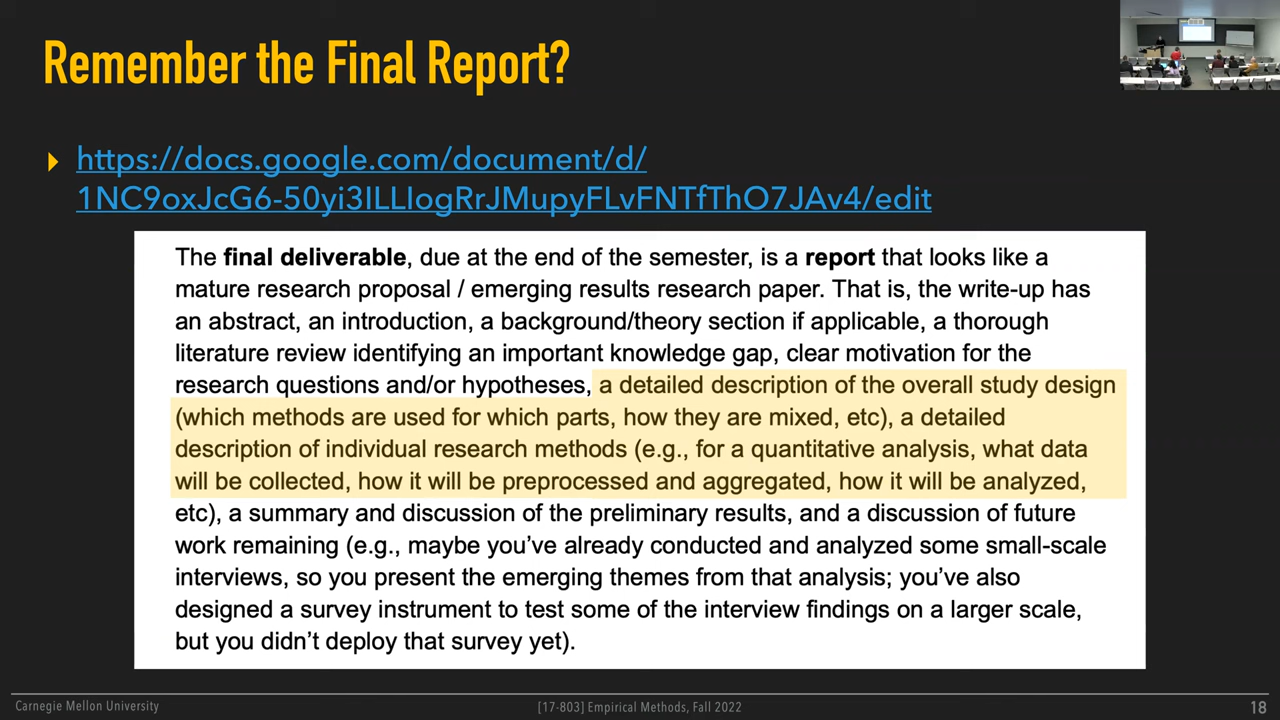 Remember the Final Report?
https://docs.google.com/document/d/
1NC9oxJcG6-50yi3ILLIogRrJMupyFLvFNTfThO7JAv4/edit
The final deliverable, due at the end of the semester, is a report that looks like a
mature research proposal / emerging results research paper. That is, the write-up has
an abstract, an introduction, a background/theory section if applicable, a thorough
literature review identifying an important knowledge gap, clear motivation for the
research questions and/or hypotheses, a detailed description of the overall study design
(which methods are used for which parts, how they are mixed, etc), a detailed
description of individual research methods (e.g., for a quantitative analysis, what data
will be collected, how it will be preprocessed and aggregated, how it will be analyzed,
etc), a summary and discussion of the preliminary results, and a discussion of future
work remaining (e.g., maybe you’ve already conducted and analyzed some small-scale
interviews, so you present the emerging themes from that analysis; you’ve also
designed a survey instrument to test some of the interview findings on a larger scale,
but you didn’t deploy that survey yet).
Carnegie Mellon University
[17-803] Empirical Methods, Fall 2022
18